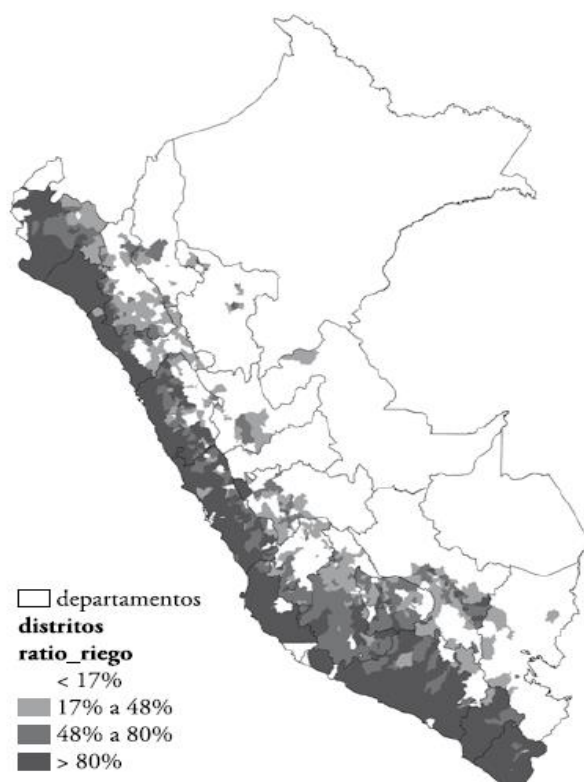 departamentos
distritos
ratio_riego
< 17%
17% a 48%
48% a 80%
> 80%